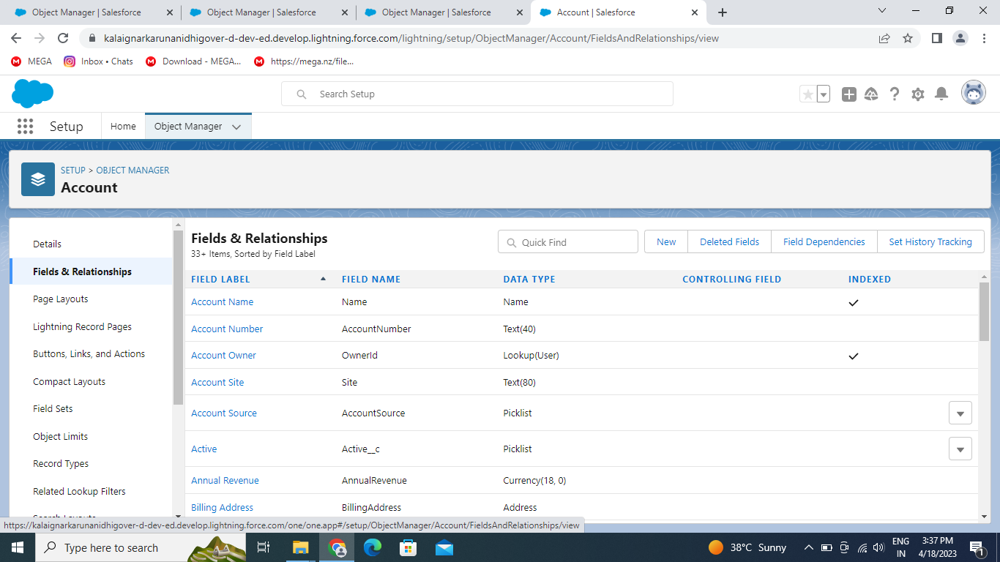 Object Manager | Salesforce
Object Manager | Salesforce
Object Manager | Salesforce
Account | Salesforce
kalaignarkarunanidhigover-d-dev-ed.develop.lightning.force.com/lightning/setup/ObjectManager/Account/FieldsAndRelationships/view
MEGA
Inbox • Chats
Download - MEGA...
https://mega.nz/file...
Search Setup
Setup
Home
Object Manager
SETUP > OBJECT MANAGER
Account
Details
Fields & Relationships
Page Layouts
Lightning Record Pages
Buttons, Links, and Actions
Compact Layouts
Field Sets
Object Limits
Record Types
Related Lookup Filters
Search Layouts
Fields & Relationships
33+ Items, Sorted by Field Label
Quick Find
New
Deleted Fields
Field Dependencies
Set History Tracking
FIELD LABEL FIELD NAME DATA TYPE CONTROLLING FIELD INDEXED
Account Name Name Name
Account Number AccountNumber Text(40)
Account Owner OwnerId Lookup(User)
Account Site Site Text(80)
Account Source AccountSource Picklist
Active Active__c Picklist
Annual Revenue AnnualRevenue Currency(18, 0)
Billing Address BillingAddress Address
https://kalaignarkarunanidhigover-d-dev-ed.develop.lightning.force.com/one/one.app#/setup/ObjectManager/Account/FieldsAndRelationships/view
Type here to search
38°C Sunny
ENG
IN
3:37 PM
4/18/2023
1